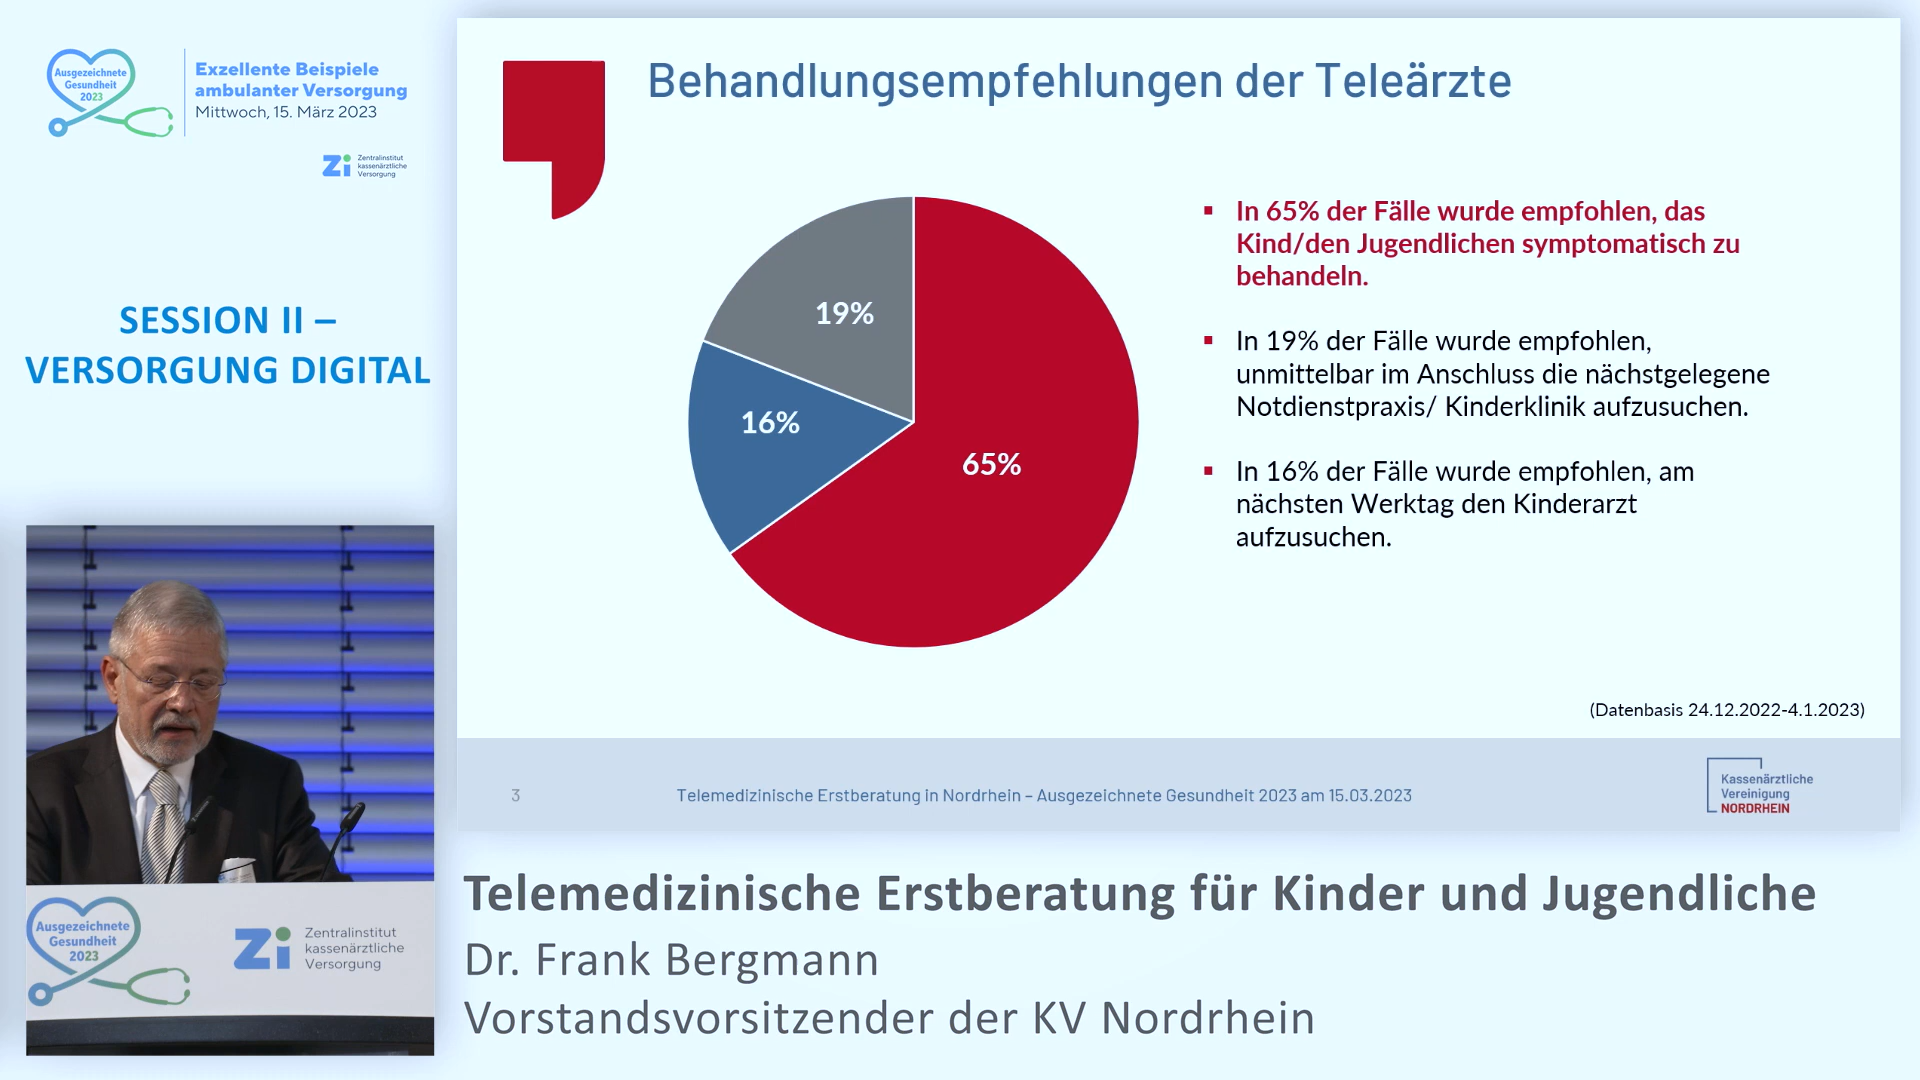 Ausgezeichnete
Gesundheit
2023
Exzellente Beispiele
ambulanter Versorgung
Mittwoch, 15. März 2023
Zi
Zentralinstitut
kassenärztliche
Versorgung
SESSION II –
VERSORGUNG DIGITAL
Behandlungsempfehlungen der Teleärzte
19%
16%
65%
▪ In 65% der Fälle wurde empfohlen, das
Kind/den Jugendlichen symptomatisch zu
behandeln.
▪ In 19% der Fälle wurde empfohlen,
unmittelbar im Anschluss die nächstgelegene
Notdienstpraxis/ Kinderklinik aufzusuchen.
▪ In 16% der Fälle wurde empfohlen, am
nächsten Werktag den Kinderarzt
aufzusuchen.
(Datenbasis 24.12.2022-4.1.2023)
3
Telemedizinische Erstberatung in Nordrhein – Ausgezeichnete Gesundheit 2023 am 15.03.2023
Kassenärztliche
Vereinigung
NORDRHEIN
Ausgezeichnete
Gesundheit
2023
Zi
Zentralinstitut
kassenärztliche
Versorgung
Telemedizinische Erstberatung für Kinder und Jugendliche
Dr. Frank Bergmann
Vorstandsvorsitzender der KV Nordrhein